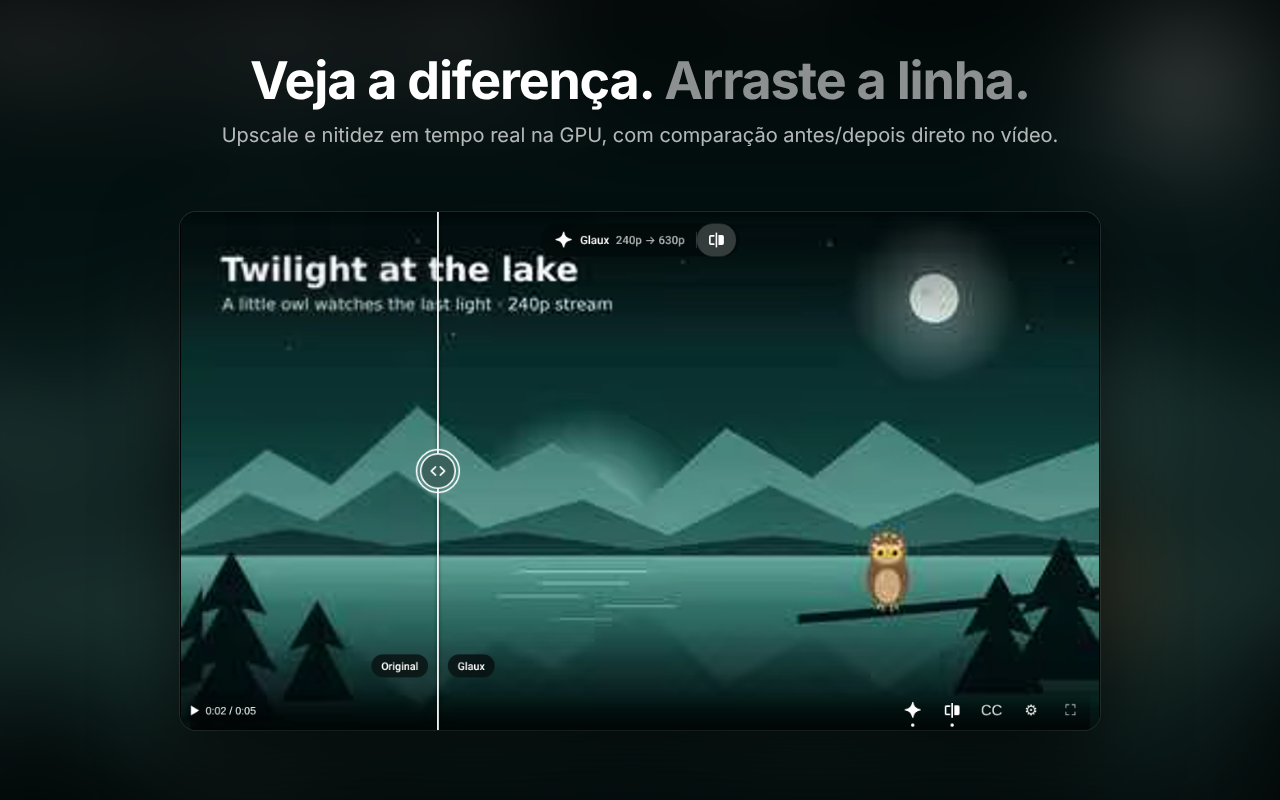 Veja a diferença. Arraste a linha.
Upscale e nitidez em tempo real na GPU, com comparação antes/depois direto no vídeo.
Glaux 240p → 630p
Twilight at the lake
A little owl watches the last light · 240p stream
Original
Glaux
0:02 / 0:05
CC